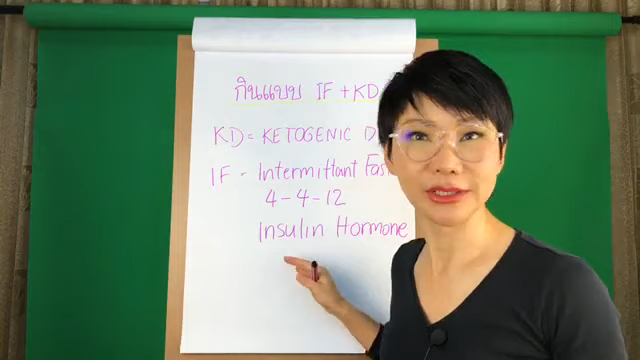 กินแบบ IF + KD
KD = KETOGENIC D
IF - Intermittant Fas
4-4-12
Insulin Hormone